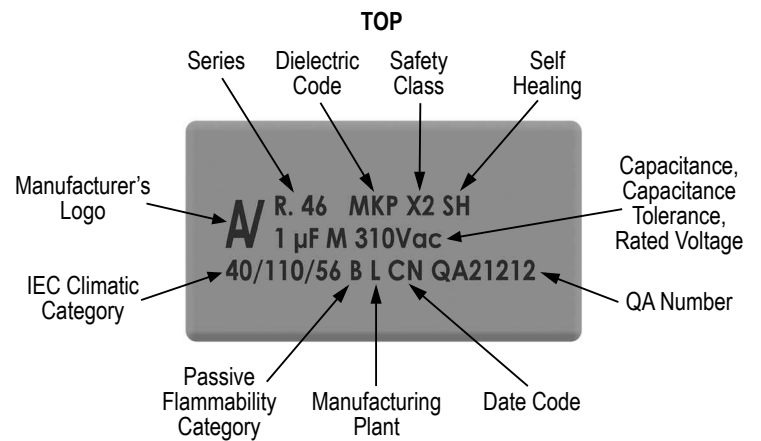 TOP
Series
Dielectric
Code
Safety
Class
Self
Healing
Manufacturer's
Logo
R. 46 MKP X2 SH
1 µF M 310Vac
40/110/56 B L CN QA21212
Capacitance,
Capacitance
Tolerance,
Rated Voltage
IEC Climatic
Category
QA Number
Passive
Flammability
Category
Manufacturing
Plant
Date Code